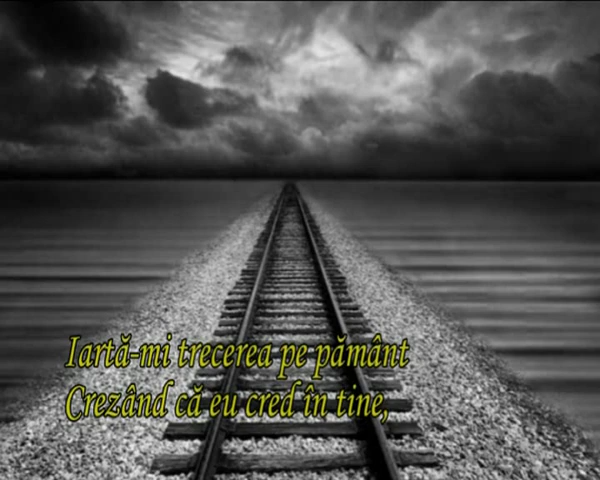 Iartă-mi trecerea pe pământ
Crezând că eu cred în tine,